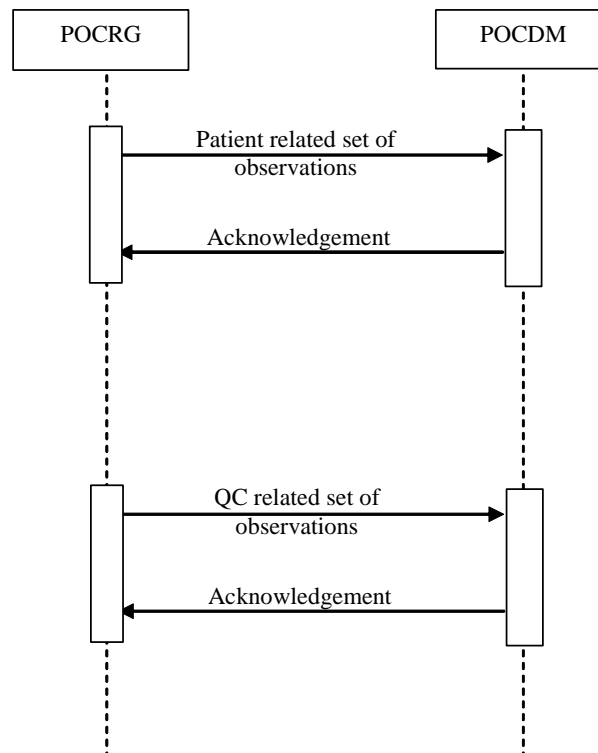 POCRG
POCDM
Patient related set of
observations
Acknowledgement
QC related set of
observations
Acknowledgement